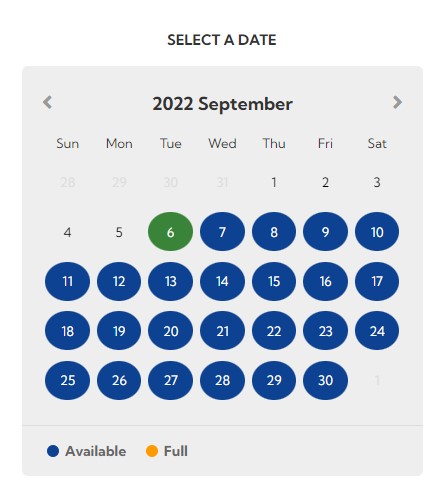 SELECT A DATE
2022 September
Sun Mon Tue Wed Thu Fri Sat
28 29 30 31 1 2 3
4 5 6 7 8 9 10
11 12 13 14 15 16 17
18 19 20 21 22 23 24
25 26 27 28 29 30 1
Available Full